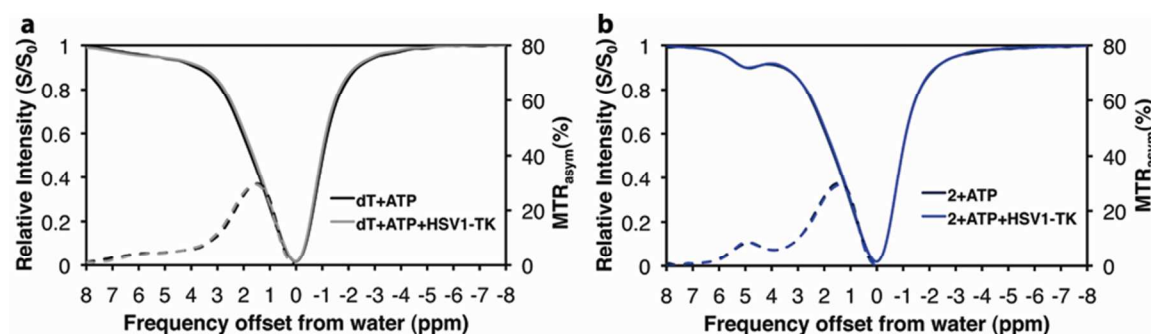 a
Relative Intensity (S/S0)
1
0.8
0.6
0.4
0.2
0
80
60
40
20
0
MTRasym(%)
dT+ATP
dT+ATP+HSV1-TK
8 7 6 5 4 3 2 1 0 -1 -2 -3 -4 -5 -6 -7 -8
Frequency offset from water (ppm)
b
Relative Intensity (S/S0)
1
0.8
0.6
0.4
0.2
0
80
60
40
20
0
MTRasym(%)
2+ATP
2+ATP+HSV1-TK
8 7 6 5 4 3 2 1 0 -1 -2 -3 -4 -5 -6 -7 -8
Frequency offset from water (ppm)